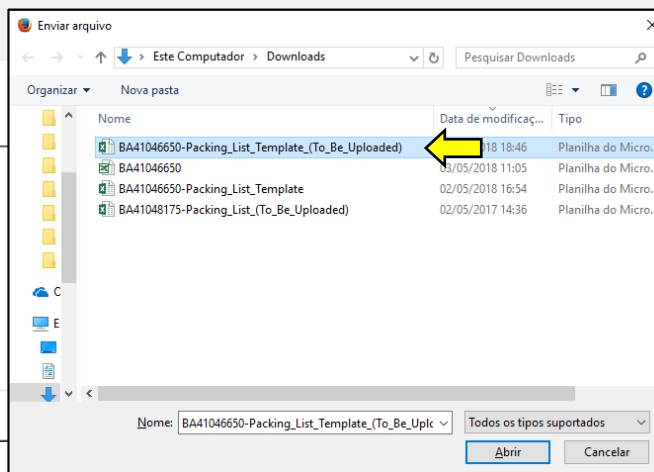 Enviar arquivo
Este Computador > Downloads
Pesquisar Downloads
Organizar
Nova pasta
Nome
Data de modificaç...
Tipo
BA41046650-Packing_List_Template_(To_Be_Uploaded)
2018 18:46
Planilha do Micro.
BA41046650
03/05/2018 11:05
Planilha do Micro.
BA41046650-Packing_List_Template
02/05/2018 16:54
Planilha do Micro.
BA41048175-Packing_List_(To_Be_Uploaded)
02/05/2017 14:36
Planilha do Micro.
E
Nome:
BA41046650-Packing_List_Template_(To_Be_Uplc
Todos os tipos suportados
Abrir
Cancelar